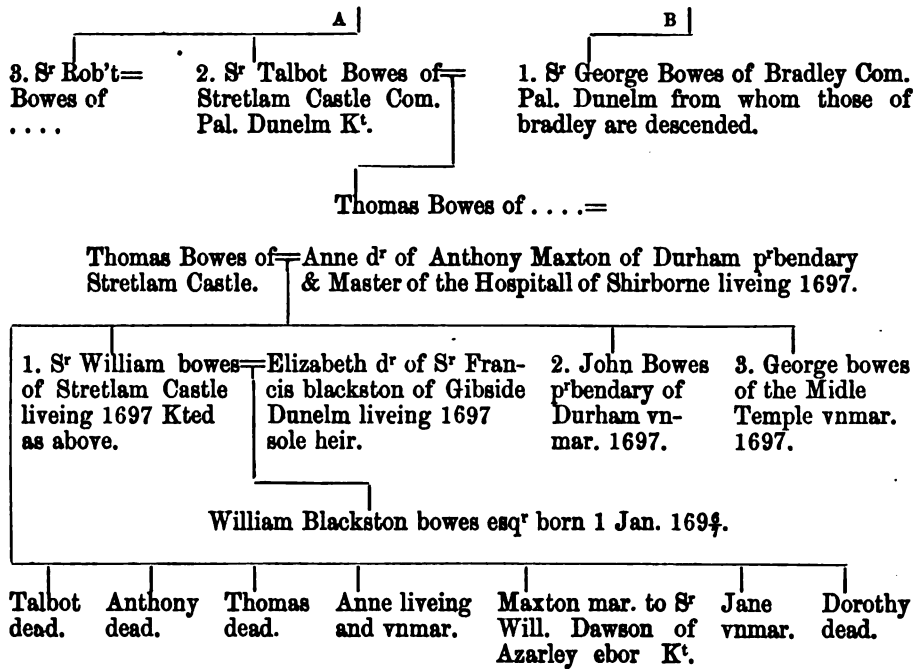 A B
3. Sʳ Rob't=
Bowes of
. . . .
2. Sʳ Talbot Bowes of=
Stretlam Castle Com.
Pal. Dunelm Kᵗ.
1. Sʳ George Bowes of Bradley Com.
Pal. Dunelm from whom those of
bradley are descended.
Thomas Bowes of . . . .=
Thomas Bowes of=Anne dʳ of Anthony Maxton of Durham pʳbendary
Stretlam Castle. & Master of the Hospitall of Shirborne liveing 1697.
1. Sʳ William bowes=
of Stretlam Castle
liveing 1697 Kted
as above.
Elizabeth dʳ of Sʳ Fran-
cis blackston of Gibside
Dunelm liveing 1697
sole heir.
2. John Bowes
pʳbendary of
Durham vn-
mar. 1697.
3. George bowes
of the Midle
Temple vnmar.
1697.
William Blackston bowes esqʳ born 1 Jan.
Talbot
dead.
Anthony
dead.
Thomas
dead.
Anne liveing
and vnmar.
Maxton mar. to Sʳ
Will. Dawson of
Azarley ebor Kᵗ.
Jane
vnmar.
Dorothy
dead.